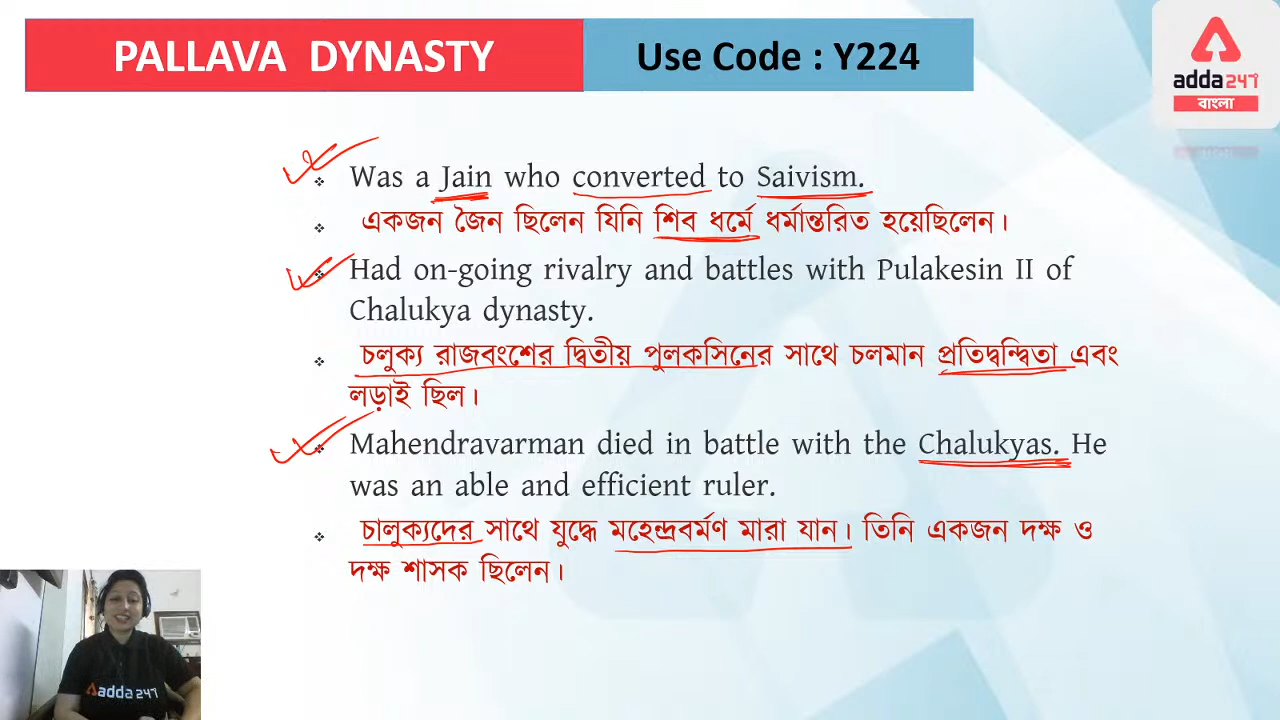 PALLAVA DYNASTY
Use Code : Y224
adda247
বাংলা
Was a Jain who converted to Saivism.
একজন জৈন ছিলেন যিনি শিব ধর্মে ধর্মান্তরিত হয়েছিলেন।
Had on-going rivalry and battles with Pulakesin II of
Chalukya dynasty.
চলুক্য রাজবংশের দ্বিতীয় পুলকসিনের সাথে চলমান প্রতিদ্বন্দ্বিতা এবং
লড়াই ছিল।
Mahendravarman died in battle with the Chalukyas. He
was an able and efficient ruler.
চালুক্যদের সাথে যুদ্ধে মহেন্দ্রবর্মণ মারা যান। তিনি একজন দক্ষ ও
দক্ষ শাসক ছিলেন।
adda247